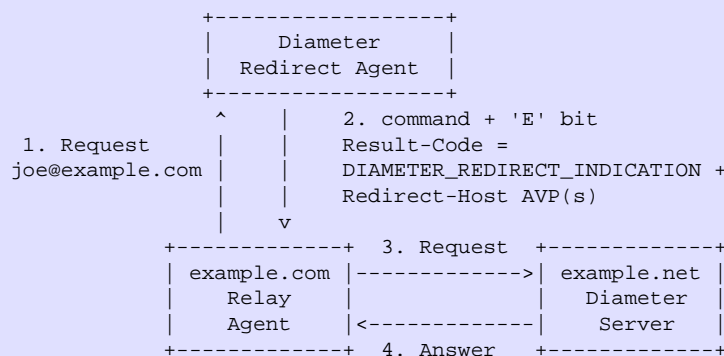 Diameter
Redirect Agent
2. command + 'E' bit
1. Request Result-Code =
joe@example.com DIAMETER_REDIRECT_INDICATION +
Redirect-Host AVP(s)
3. Request
example.com example.net
Relay Diameter
Agent Server
4. Answer